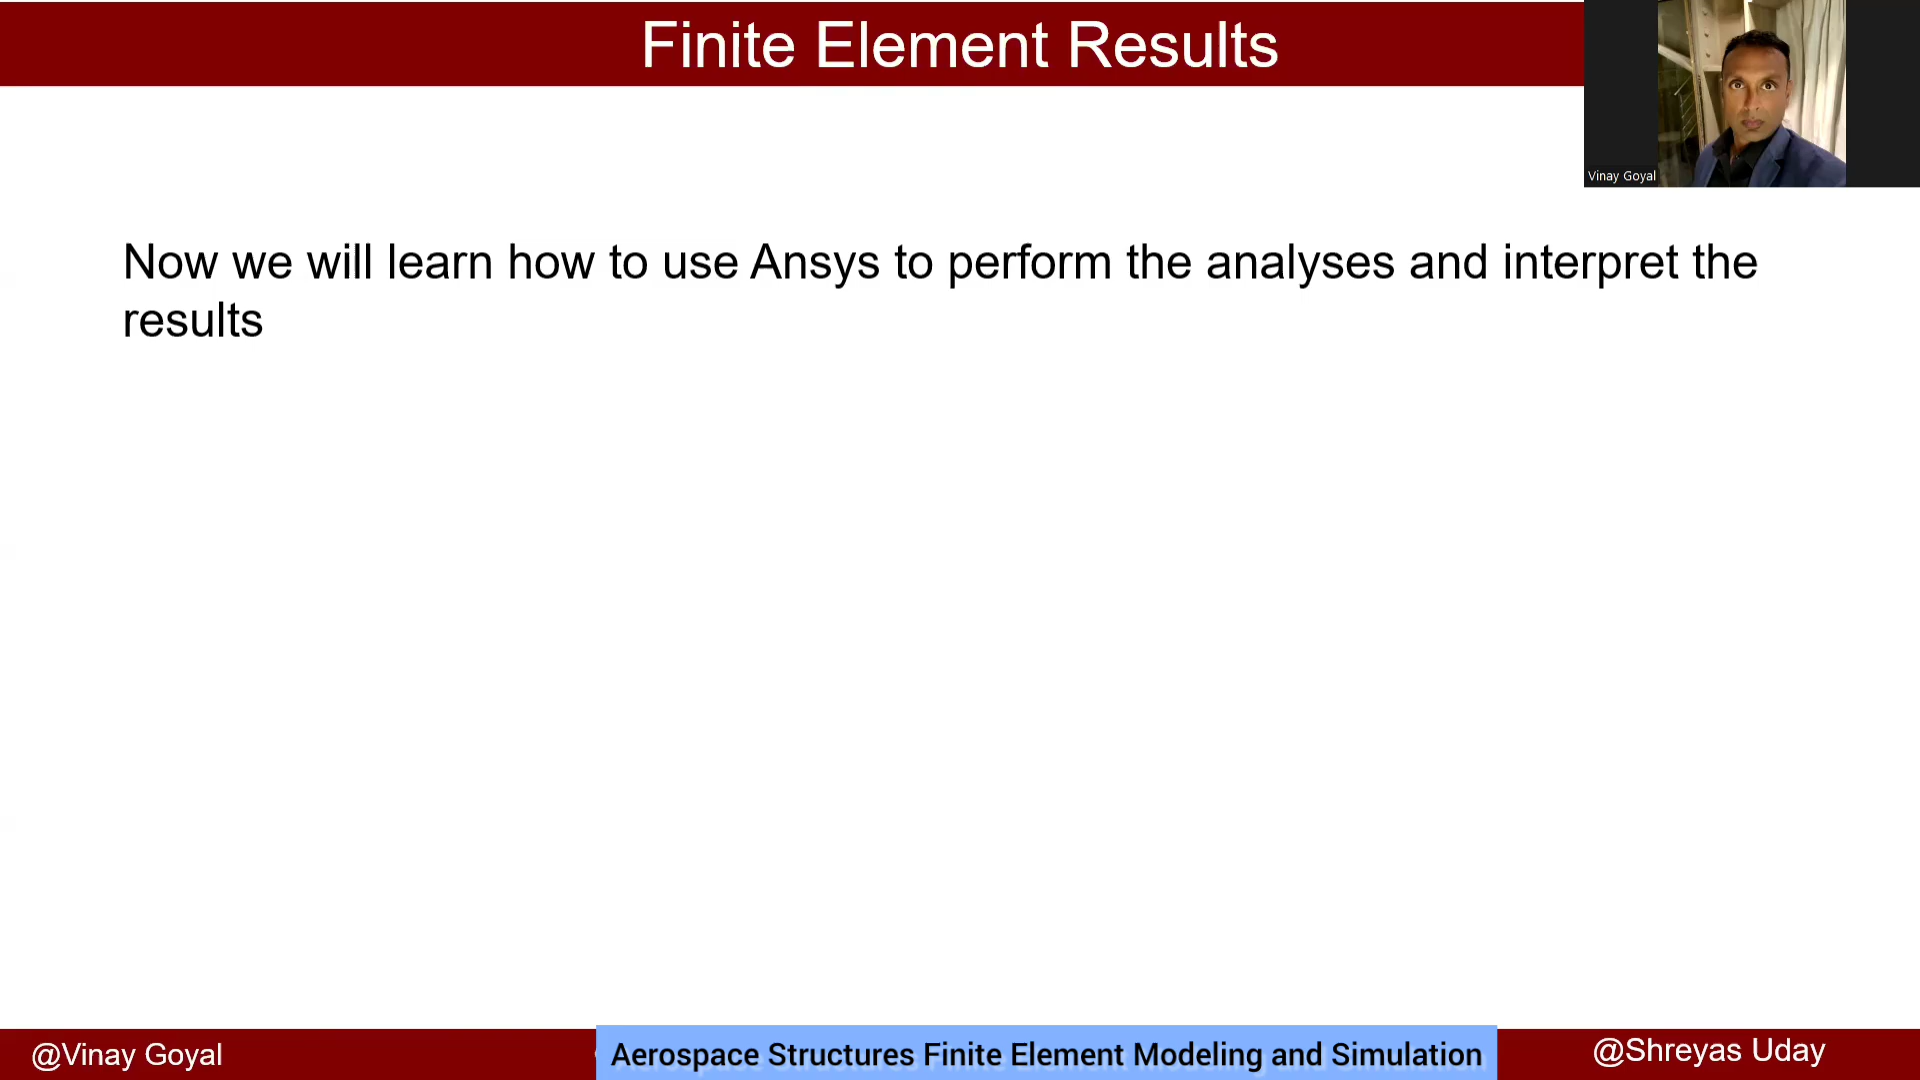 Finite Element Results
Vinay Goyal
Now we will learn how to use Ansys to perform the analyses and interpret the
results
@Vinay Goyal
Aerospace Structures Finite Element Modeling and Simulation
@Shreyas Uday